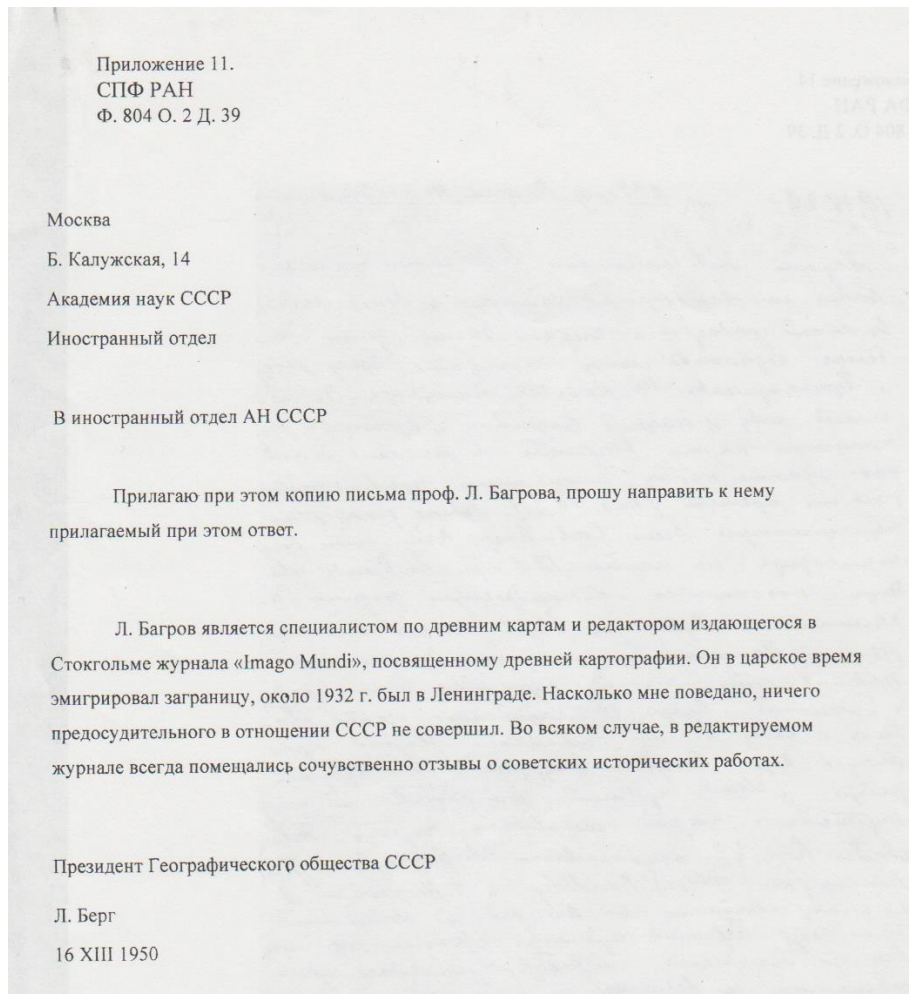 Приложение 11.
СПФ РАН
Ф. 804 О. 2 Д. 39
Москва
Б. Калужская, 14
Академия наук СССР
Иностранный отдел
В иностранный отдел АН СССР
Прилагаю при этом копию письма проф. Л. Багрова, прошу направить к нему
прилагаемый при этом ответ.
Л. Багров является специалистом по древним картам и редактором издающегося в
Стокгольме журнала «Imago Mundi», посвященному древней картографии. Он в царское время
эмигрировал заграницу, около 1932 г. был в Ленинграде. Насколько мне поведано, ничего
предосудительного в отношении СССР не совершил. Во всяком случае, в редактируемом
журнале всегда помещались сочувственно отзывы о советских исторических работах.
Президент Географического общества СССР
Л. Берг
16 XIII 1950